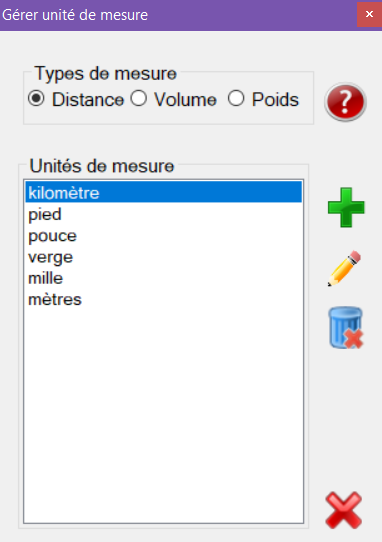 Gérer unité de mesure
Types de mesure
Distance Volume Poids
?
Unités de mesure
kilomètre
pied
pouce
verge
mille
mètres